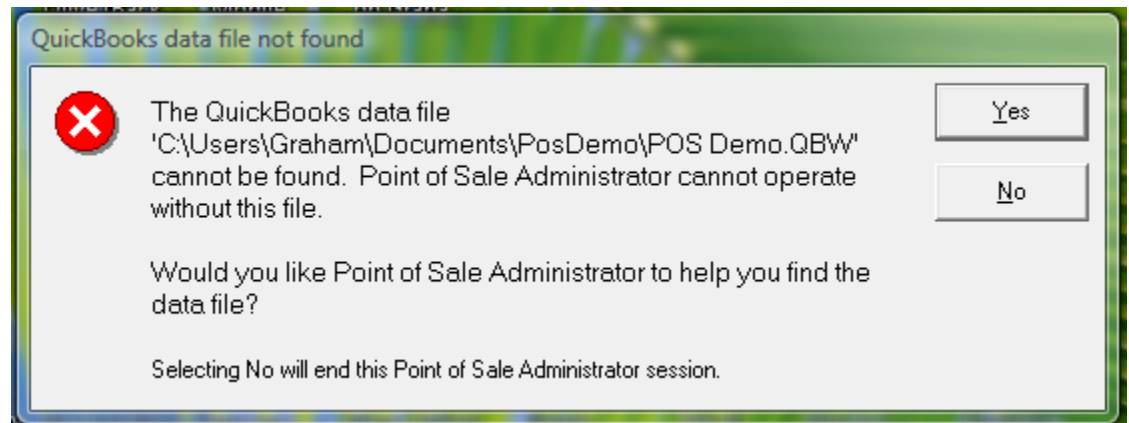 QuickBooks data file not found
The QuickBooks data file
'C:\Users\Graham\Documents\PosDemo\POS Demo.QBW'
cannot be found. Point of Sale Administrator cannot operate
without this file.
Would you like Point of Sale Administrator to help you find the
data file?
Selecting No will end this Point of Sale Administrator session.
Yes
No